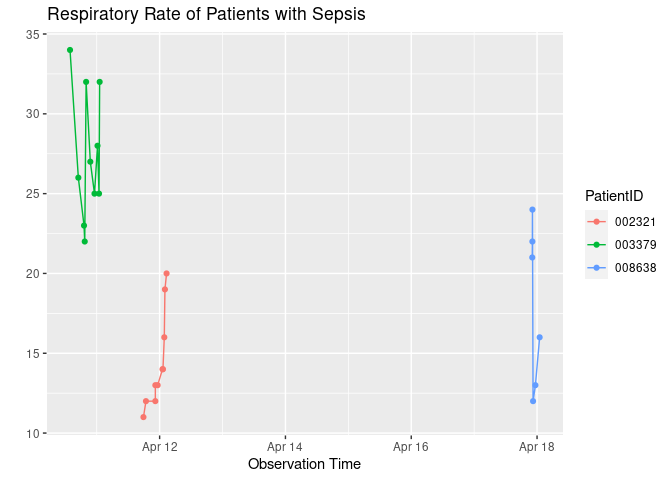 Respiratory Rate of Patients with Sepsis
35
30
25
20
15
10
Apr 12 Apr 14 Apr 16 Apr 18
Observation Time
PatientID
002321
003379
008638